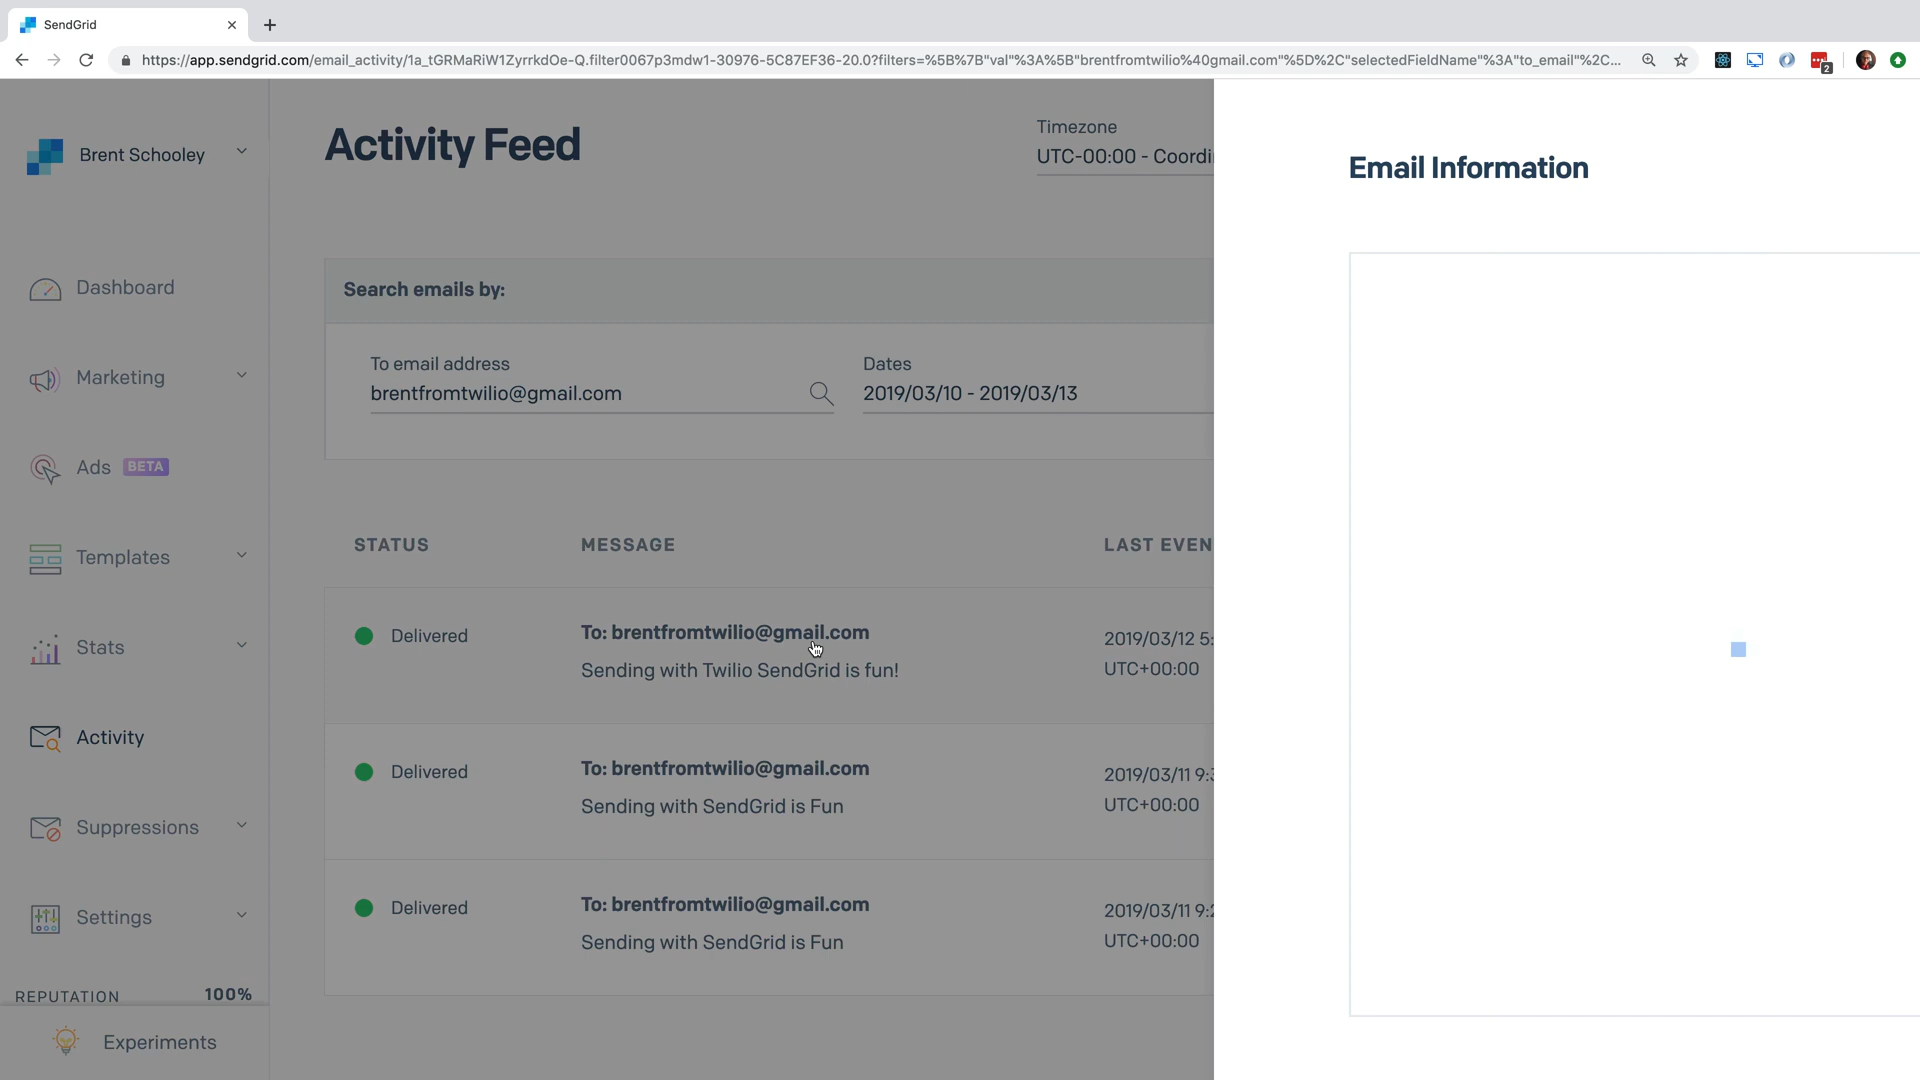 SendGrid
https://app.sendgrid.com/email_activity/1a_tGRMaRiW1ZyrrkdOe-Q.filter0067p3mdw1-30976-5C87EF36-20.0?filters=%5B%7B"val"%3A%5B"brentfromtwilio%40gmail.com"%5D%2C"selectedFieldName"%3A"to_email"%2C...
2
Brent Schooley
Activity Feed
Timezone
UTC-00:00 - Coordi
Email Information
Dashboard
Search emails by:
Marketing
To email address
brentfromtwilio@gmail.com
Dates
2019/03/10 - 2019/03/13
Ads BETA
STATUS MESSAGE LAST EVEN
Templates
Delivered
To: brentfromtwilio@gmail.com
Sending with Twilio SendGrid is fun!
2019/03/12 5:
UTC+00:00
Stats
Activity
Delivered
To: brentfromtwilio@gmail.com
Sending with SendGrid is Fun
2019/03/11 9:3
UTC+00:00
Suppressions
Settings
Delivered
To: brentfromtwilio@gmail.com
Sending with SendGrid is Fun
2019/03/11 9:2
UTC+00:00
REPUTATION 100%
Experiments